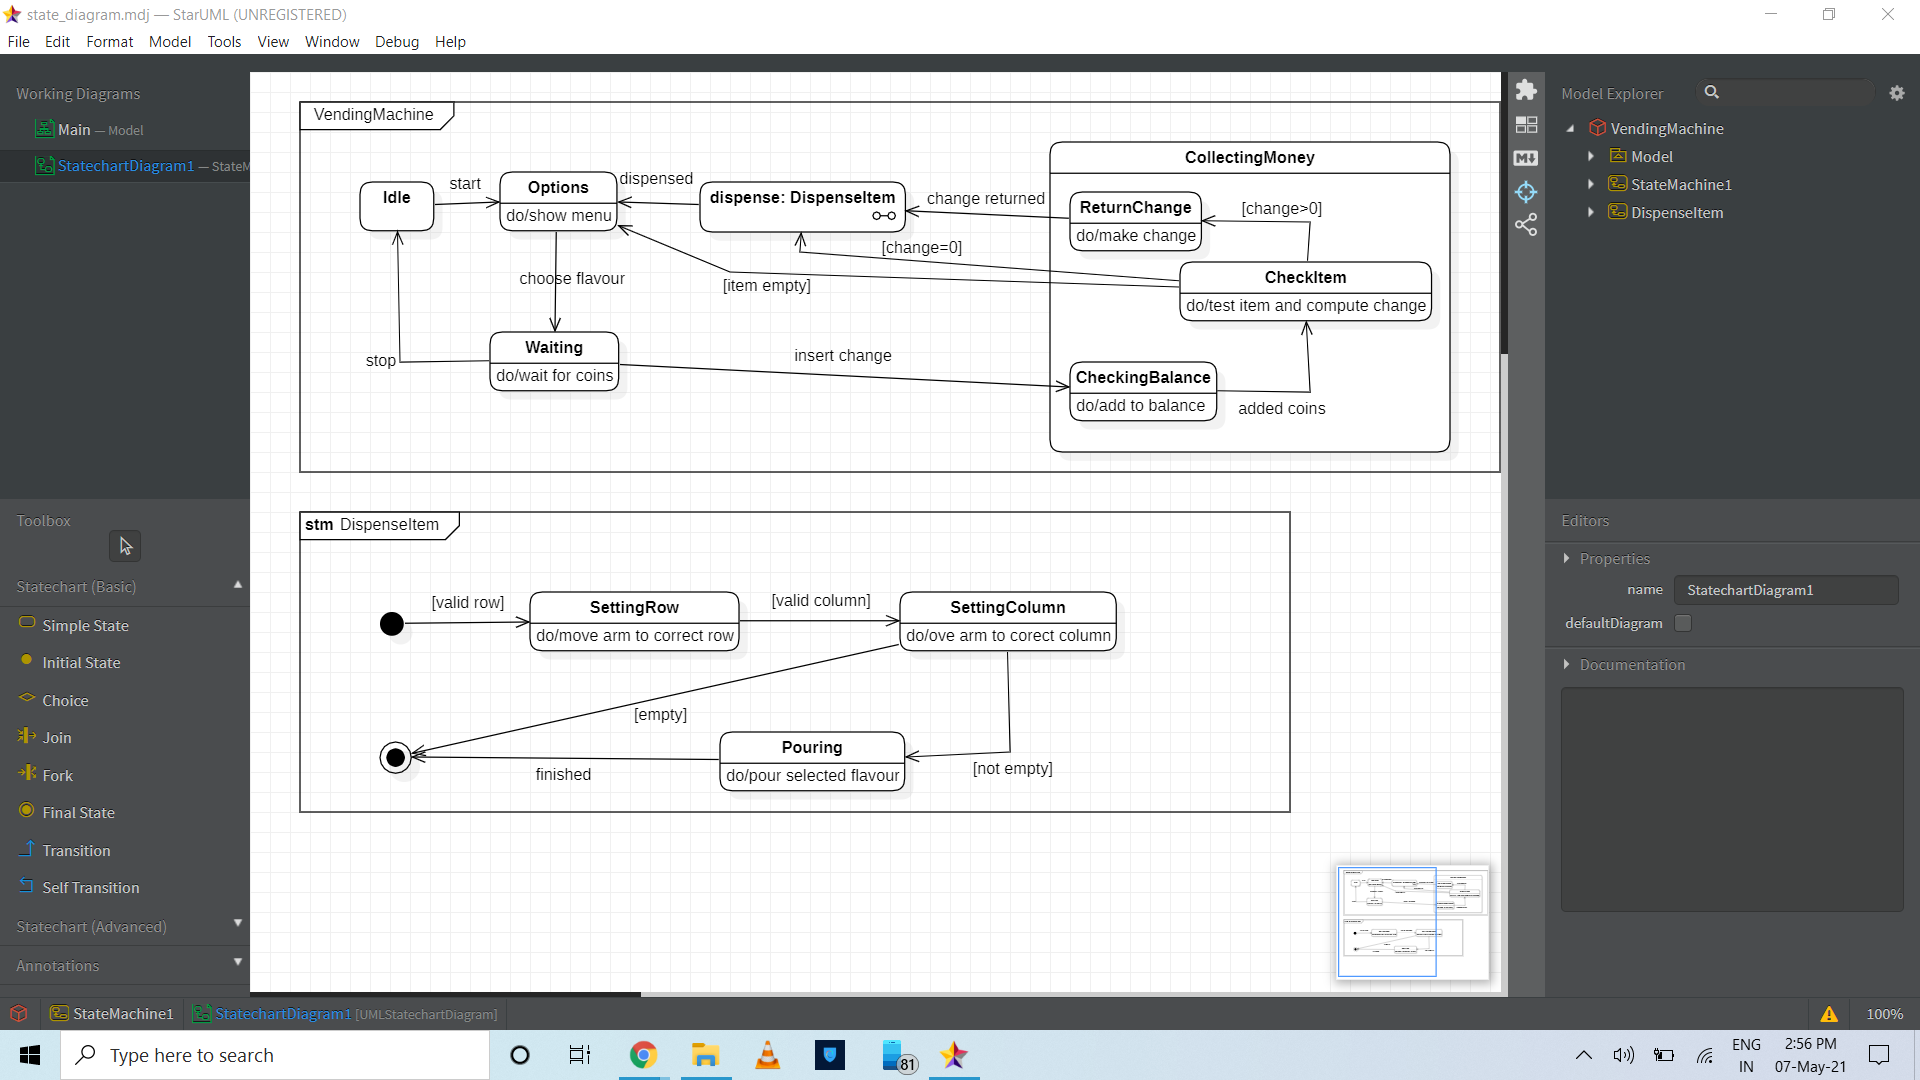 state_diagram.mdj — StarUML (UNREGISTERED)
File Edit Format Model Tools View Window Debug Help
Working Diagrams
Main — Model
StatechartDiagram1 — StateM
Toolbox
Statechart (Basic)
Simple State
Initial State
Choice
Join
Fork
Final State
Transition
Self Transition
Statechart (Advanced)
Annotations
VendingMachine
CollectingMoney
Idle
start
Options
do/show menu
dispensed
dispense: DispenseItem
change returned
ReturnChange
do/make change
[change>0]
[change=0]
[item empty]
CheckItem
do/test item and compute change
choose flavour
Waiting
do/wait for coins
stop
insert change
CheckingBalance
do/add to balance
added coins
stm DispenseItem
[valid row]
SettingRow
do/move arm to correct row
[valid column]
SettingColumn
do/ove arm to corect column
[empty]
Pouring
do/pour selected flavour
finished
[not empty]
M
Model Explorer
VendingMachine
Model
StateMachine1
DispenseItem
Editors
Properties
name StatechartDiagram1
defaultDiagram
Documentation
StateMachine1 StatechartDiagram1 [UMLStatechartDiagram] 100%
Type here to search
81
ENG
IN
2:56 PM
07-May-21